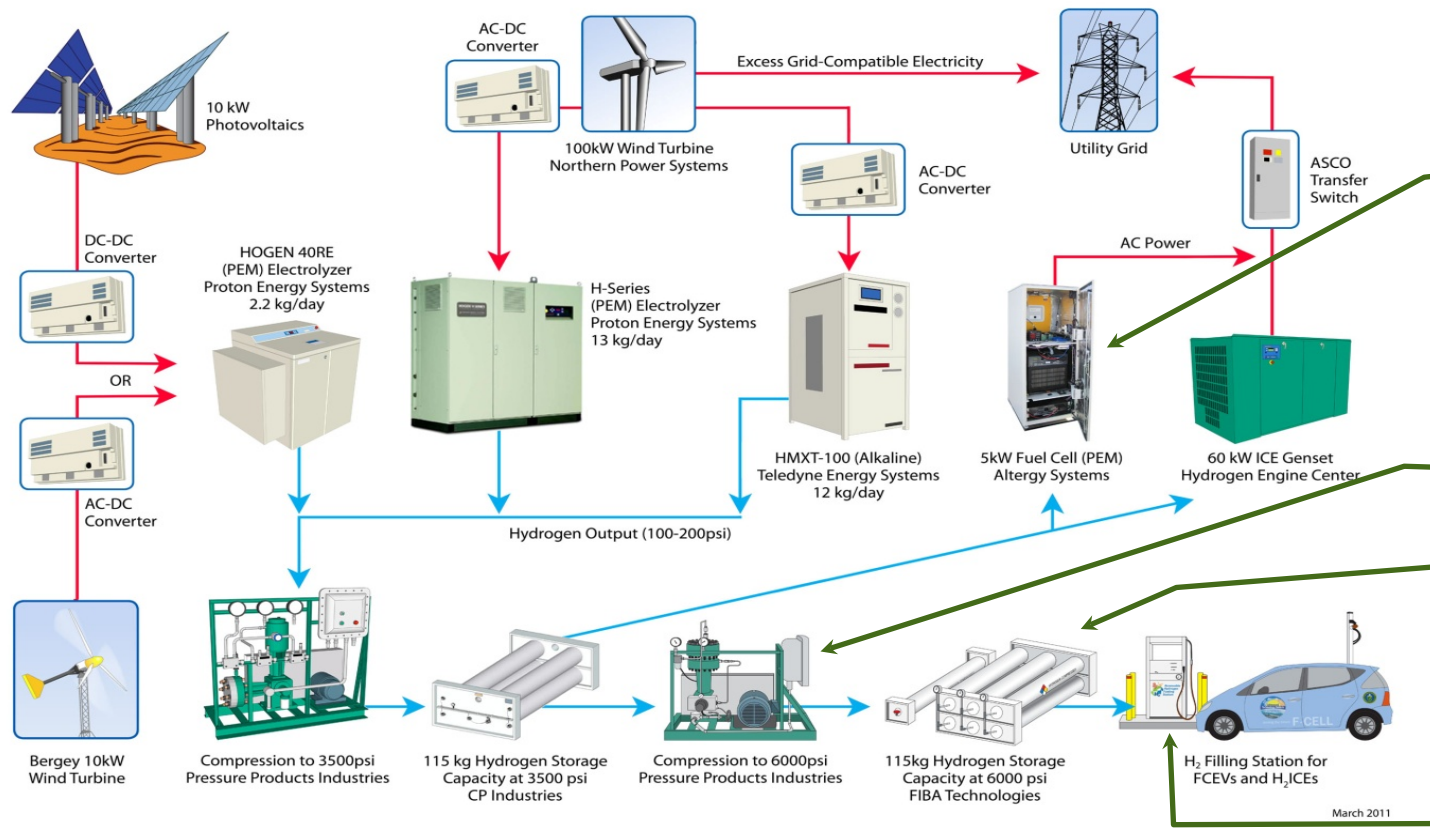 AC-DC
Converter
Excess Grid-Compatible Electricity
10 kW
Photovoltaics
100kW Wind Turbine
Northern Power Systems
Utility Grid
AC-DC
Converter
ASCO
Transfer
Switch
DC-DC
Converter
HOGEN 40RE
(PEM) Electrolyzer
Proton Energy Systems
2.2 kg/day
AC Power
H-Series
(PEM) Electrolyzer
Proton Energy Systems
13 kg/day
OR
HMXT-100 (Alkaline)
Teledyne Energy Systems
12 kg/day
5kW Fuel Cell (PEM)
Altergy Systems
60 kW ICE Genset
Hydrogen Engine Center
AC-DC
Converter
Hydrogen Output (100-200psi)
F-CELL
Bergey 10kW
Wind Turbine
Compression to 3500psi
Pressure Products Industries
115 kg Hydrogen Storage
Capacity at 3500 psi
CP Industries
Compression to 6000psi
Pressure Products Industries
115kg Hydrogen Storage
Capacity at 6000 psi
FIBA Technologies
H₂ Filling Station for
FCEVs and H₂ICEs
March 2011